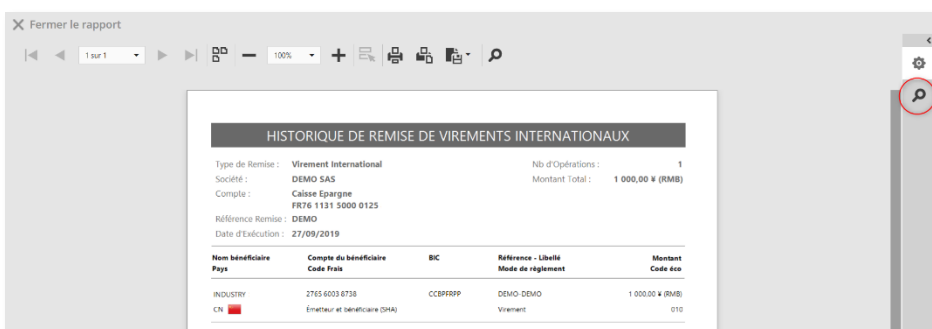 Fermer le rapport
1 sur 1
100%
HISTORIQUE DE REMISE DE VIREMENTS INTERNATIONAUX
Type de Remise : Virement International Nb d'Opérations : 1
Société : DEMO SAS Montant Total : 1 000,00 ¥ (RMB)
Compte : Caisse Epargne
FR76 1131 5000 0125
Référence Remise : DEMO
Date d'Exécution : 27/09/2019
Nom bénéficiaire Compte du bénéficiaire BIC Référence - Libellé Montant
Pays Code Frais Mode de règlement Code éco
INDUSTRY 2765 6003 8738 CCBPFRPP DEMO-DEMO 1 000,00 ¥ (RMB)
CN Émetteur et bénéficiaire (SHA) Virement 010